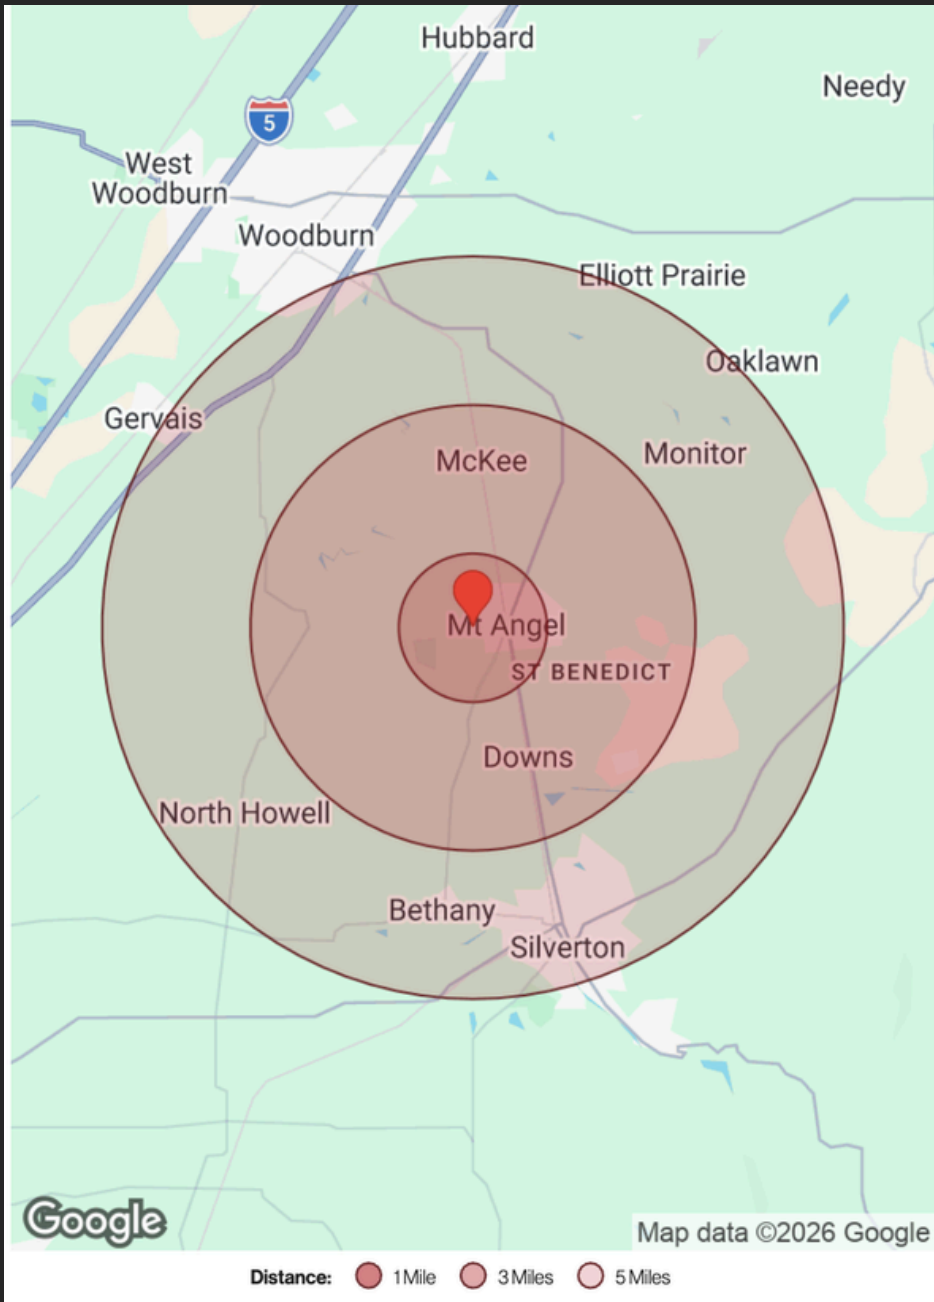 Hubbard
Needy
5
West
Woodburn
Woodburn
Elliott Prairie
Oaklawn
Gervais
McKee
Monitor
Mt Angel
ST BENEDICT
Downs
North Howell
Bethany
Silverton
Google
Map data ©2026 Google
Distance: 1 Mile 3 Miles 5 Miles